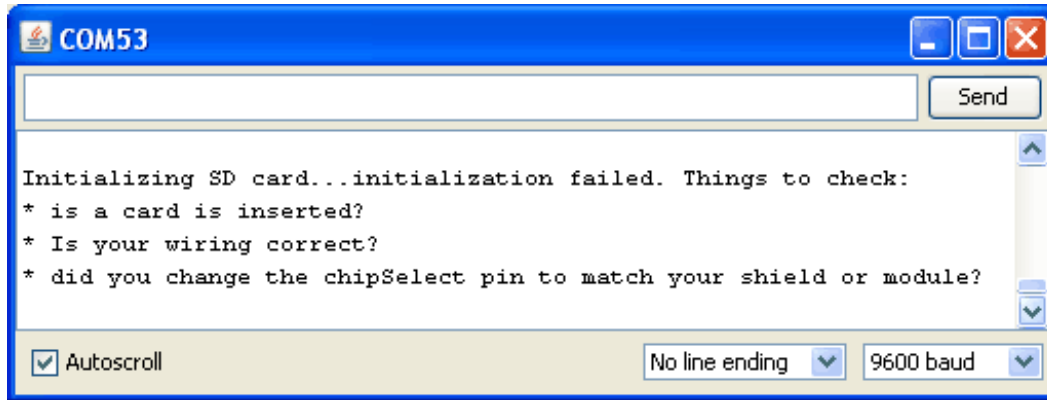 COM53
Send
Initializing SD card...initialization failed. Things to check:
* is a card is inserted?
* Is your wiring correct?
* did you change the chipSelect pin to match your shield or module?
Autoscroll
No line ending
9600 baud